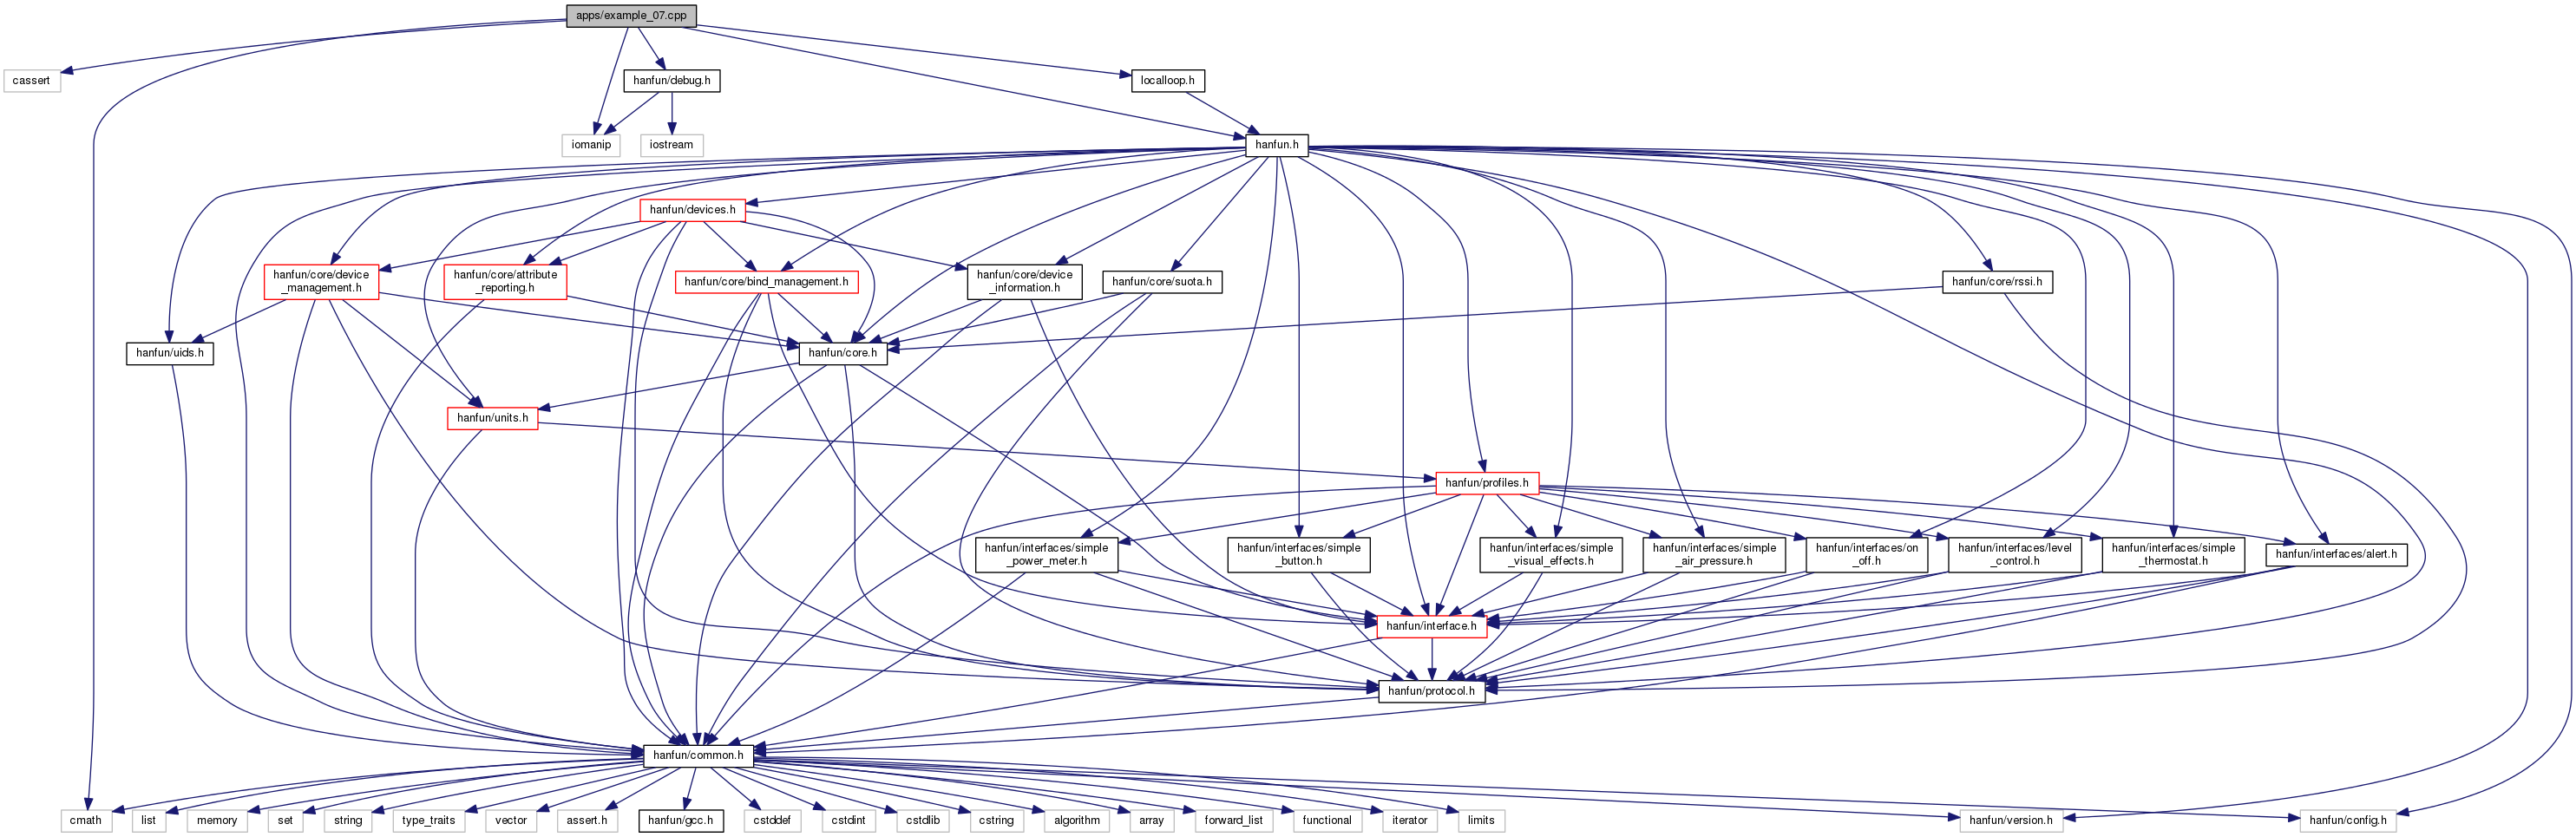 apps/example_07.cpp
cassert
hanfun/debug.h
localloop.h
iomanip
iostream
hanfun.h
hanfun/devices.h
hanfun/core/device
_management.h
hanfun/core/attribute
_reporting.h
hanfun/core/bind_management.h
hanfun/core/device
_information.h
hanfun/core/suota.h
hanfun/core/rssi.h
hanfun/uids.h
hanfun/core.h
hanfun/units.h
hanfun/profiles.h
hanfun/interfaces/simple
_power_meter.h
hanfun/interfaces/simple
_button.h
hanfun/interfaces/simple
_visual_effects.h
hanfun/interfaces/simple
_air_pressure.h
hanfun/interfaces/on
_off.h
hanfun/interfaces/level
_control.h
hanfun/interfaces/simple
_thermostat.h
hanfun/interfaces/alert.h
hanfun/interface.h
hanfun/protocol.h
hanfun/common.h
cmath
list
memory
set
string
type_traits
vector
assert.h
hanfun/gcc.h
cstddef
cstdint
cstdlib
cstring
algorithm
array
forward_list
functional
iterator
limits
hanfun/version.h
hanfun/config.h